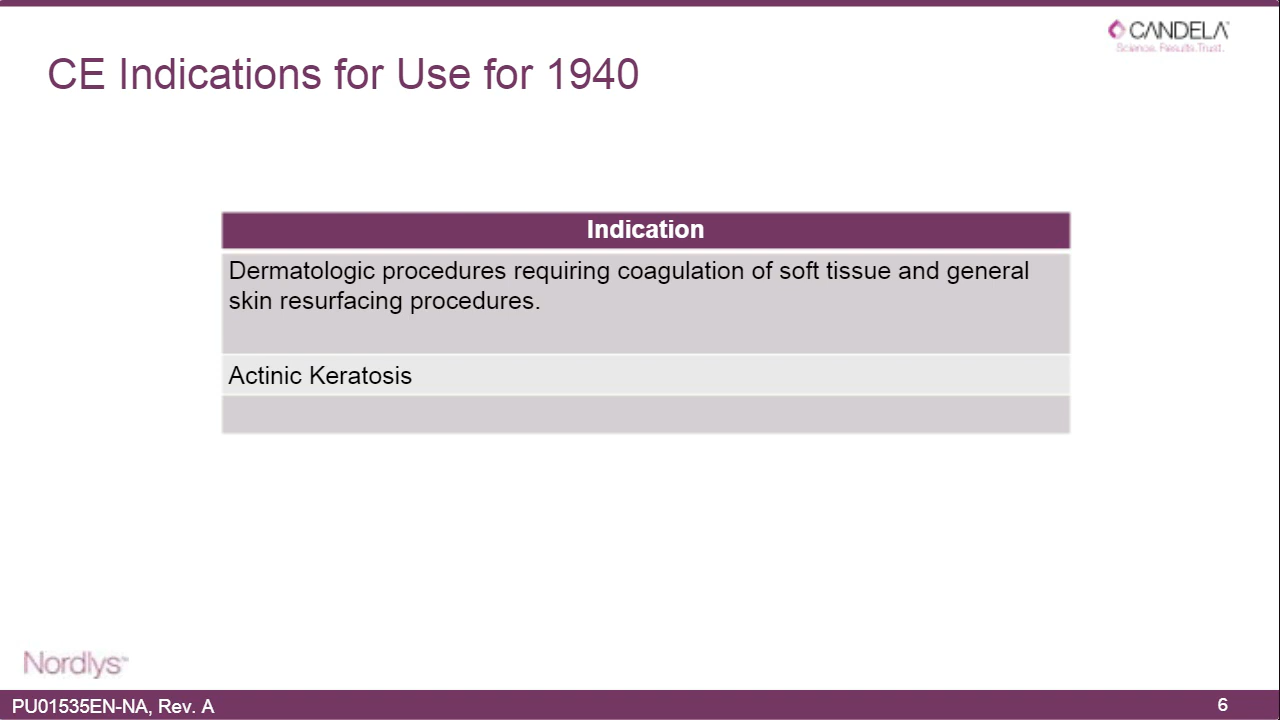 CANDELA
Science. Results. Trust.
CE Indications for Use for 1940
Indication
Dermatologic procedures requiring coagulation of soft tissue and general
skin resurfacing procedures.
Actinic Keratosis
Nordlys™
PU01535EN-NA, Rev. A
6